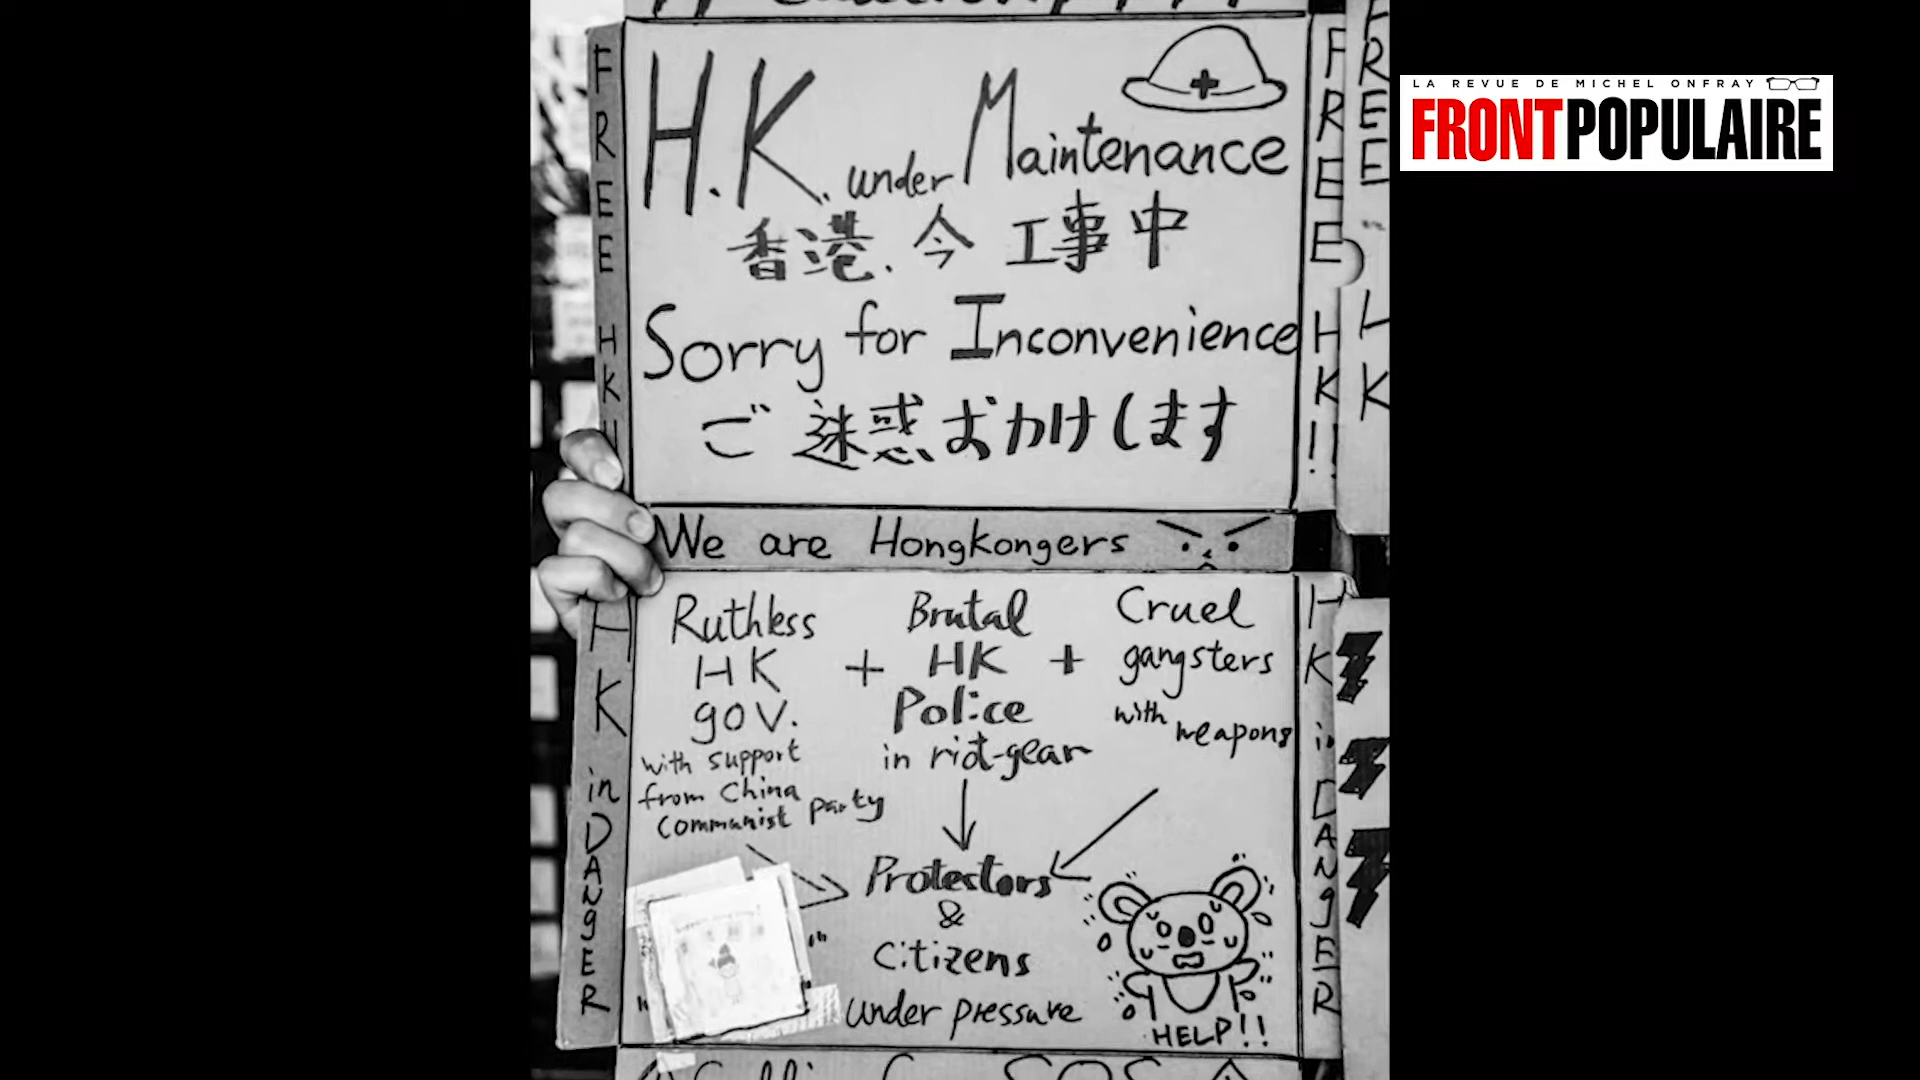 H.K. under Maintenance
香港.今工事中
Sorry for Inconvenience
ご迷惑おかけします
We are Hongkongers
Ruthless
HK
gov.
with support
from China
Communist party
+
Brutal
HK
Police
in riot-gear
+
Cruel
gangsters
with weapons
Protectors
&
Citizens
under pressure
HELP!!
FREE HK!!
HK in DANgER
FREE HK!!
HK in DANgER
FREE HK
LA REVUE DE MICHEL ONFRAY
FRONTPOPULAIRE